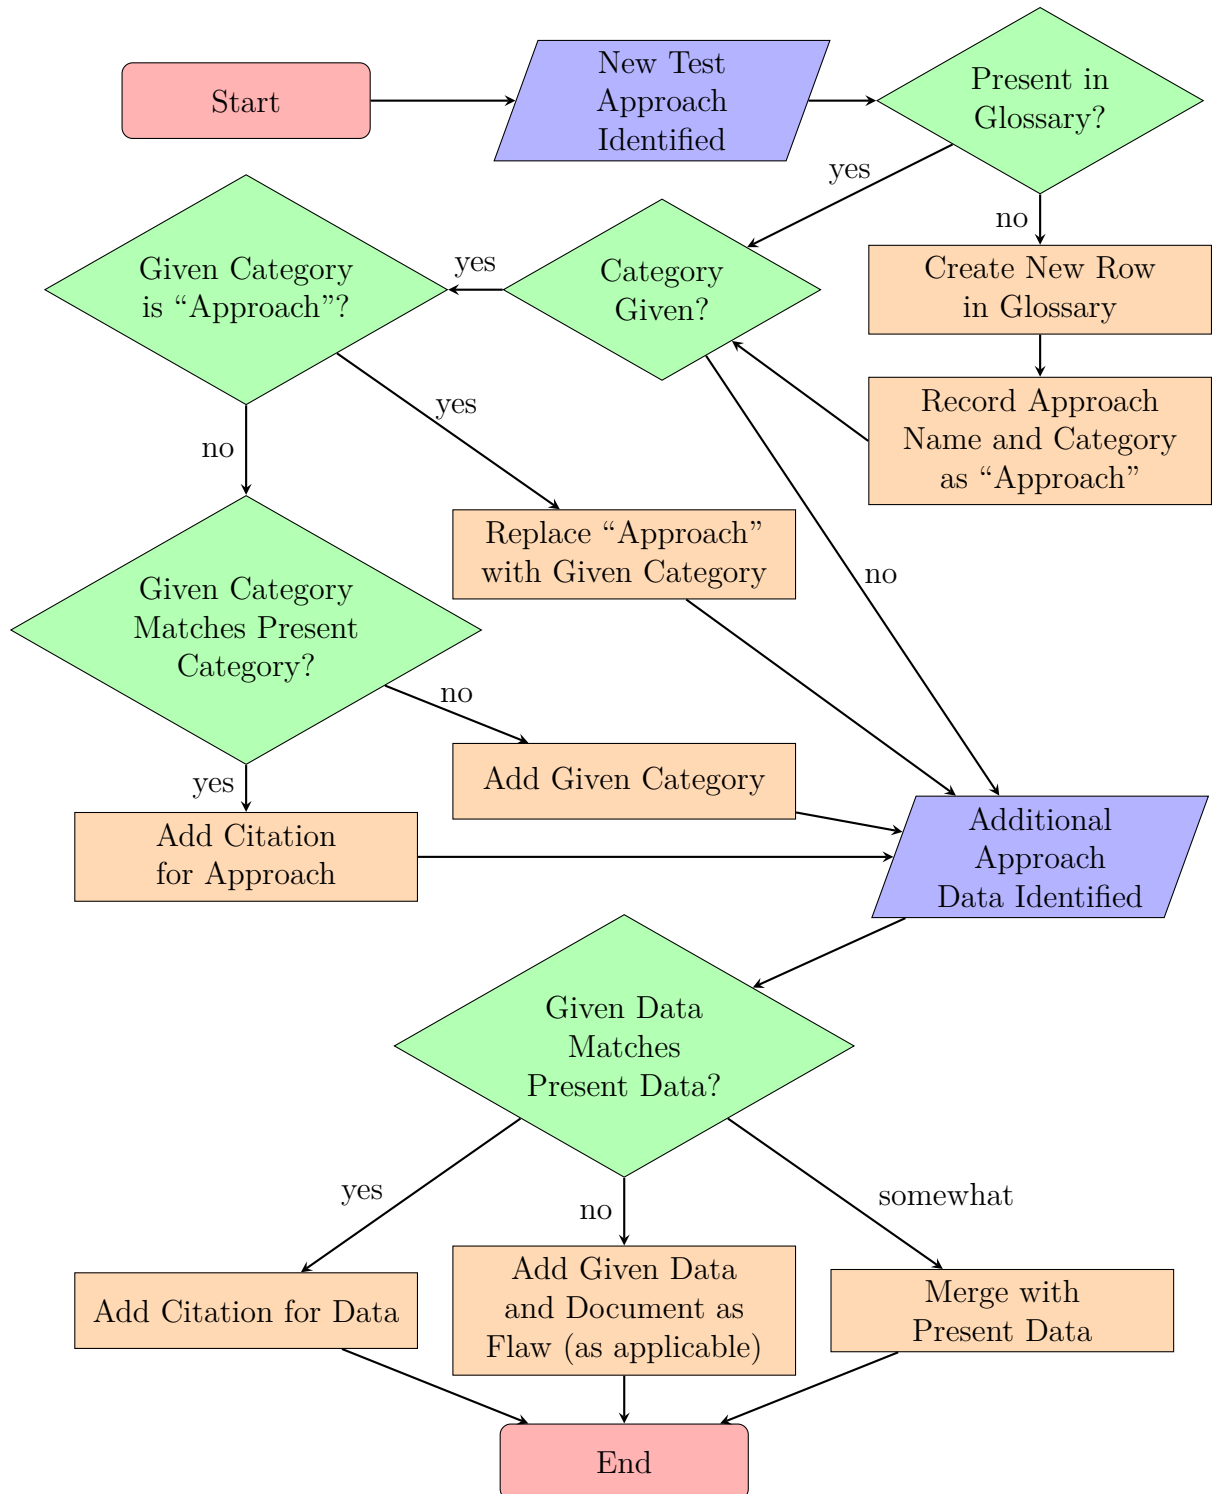 Start
New Test
Approach
Identified
Present in
Glossary?
yes
no
Given Category
is “Approach”?
yes
Category
Given?
Create New Row
in Glossary
Record Approach
Name and Category
as “Approach”
yes
no
Replace “Approach”
with Given Category
no
Given Category
Matches Present
Category?
no
yes
Add Given Category
Add Citation
for Approach
Additional
Approach
Data Identified
Given Data
Matches
Present Data?
yes
no
somewhat
Add Citation for Data
Add Given Data
and Document as
Flaw (as applicable)
Merge with
Present Data
End